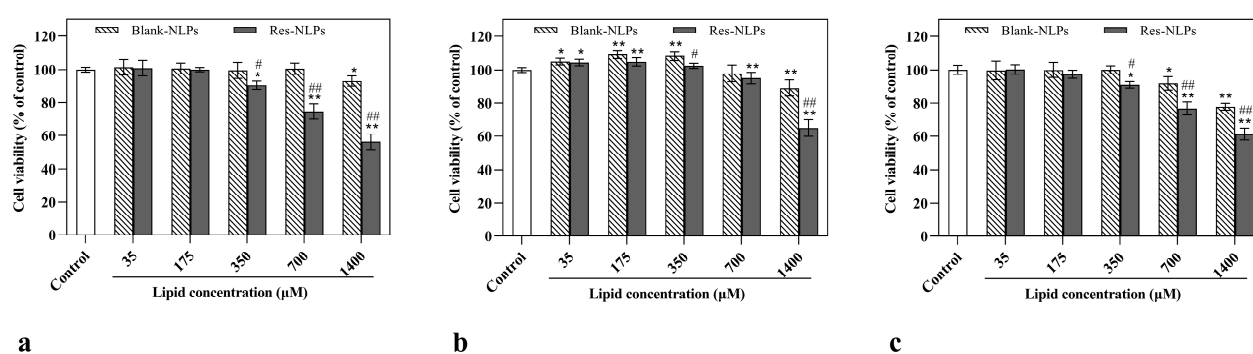 Blank-NLPs Res-NLPs
Cell viability (% of control)
120
100
80
60
40
20
0
# * ## ** * ## **
Control 35 175 350 700 1400
Lipid concentration (μM)
a
Blank-NLPs Res-NLPs
Cell viability (% of control)
120
100
80
60
40
20
0
* * ** ** ** # ** ** ## **
Control 35 175 350 700 1400
Lipid concentration (μM)
b
Blank-NLPs Res-NLPs
Cell viability (% of control)
120
100
80
60
40
20
0
# * * ## ** ** ## **
Control 35 175 350 700 1400
Lipid concentration (μM)
c